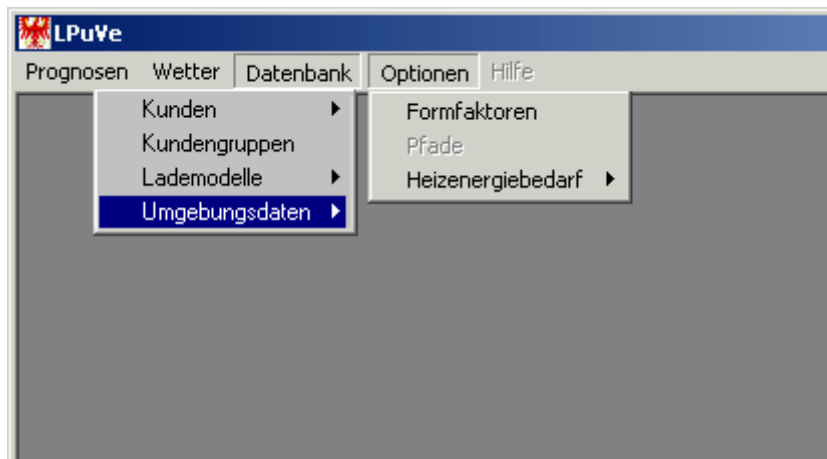 LPuVe
Prognosen Wetter Datenbank Optionen Hilfe
Kunden
Kundengruppen
Lademodelle
Umgebungsdaten
Formfaktoren
Pfade
Heizenergiebedarf